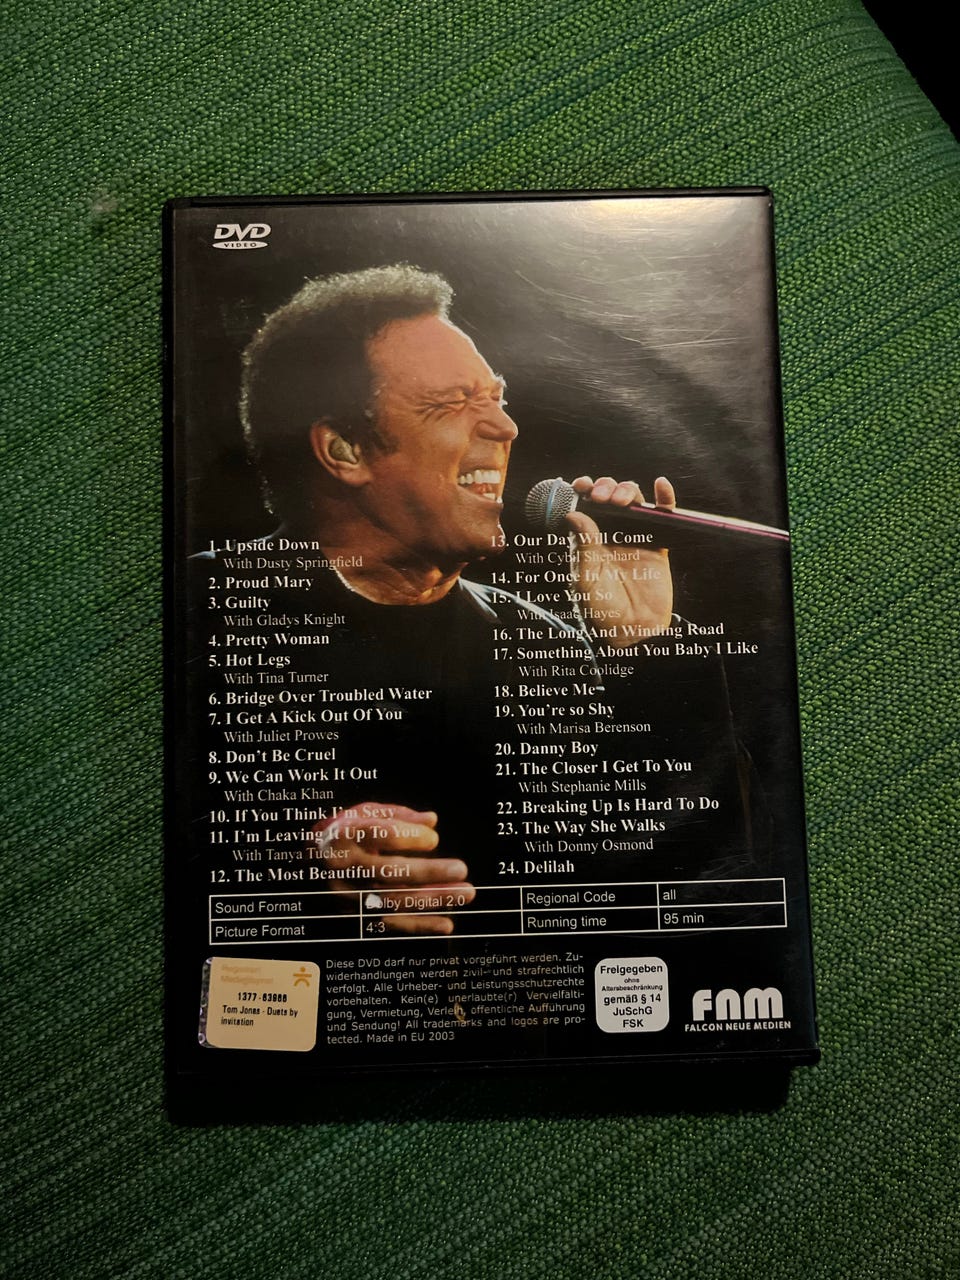 DVD
VIDEO
1. Upside Down
With Dusty Springfield
2. Proud Mary
3. Guilty
With Gladys Knight
4. Pretty Woman
5. Hot Legs
With Tina Turner
6. Bridge Over Troubled Water
7. I Get A Kick Out Of You
With Juliet Prowes
8. Don't Be Cruel
9. We Can Work It Out
With Chaka Khan
10. If You Think I'm Sexy
11. I'm Leaving It Up To You
With Tanya Tucker
12. The Most Beautiful Girl
13. Our Day Will Come
With Cybil Shephard
14. For Once In My Life
15. I Love You So
With Isaac Hayes
16. The Long And Winding Road
17. Something About You Baby I Like
With Rita Coolidge
18. Believe Me
19. You're so Shy
With Marisa Berenson
20. Danny Boy
21. The Closer I Get To You
With Stephanie Mills
22. Breaking Up Is Hard To Do
23. The Way She Walks
With Donny Osmond
24. Delilah
Sound Format Dolby Digital 2.0 Regional Code all
Picture Format 4:3 Running time 95 min
1377-63988
Tom Jones - Duets by
invitation
Diese DVD darf nur privat vorgeführt werden. Zu-
widerhandlungen werden zivil- und strafrechtlich
verfolgt. Alle Urheber- und Leistungsschutzrechte
vorbehalten. Kein(e) unerlaubte(r) Vervielfälti-
gung, Vermietung, Verleih, öffentliche Aufführung
und Sendung! All trademarks and logos are pro-
tected. Made in EU 2003
Freigegeben
ohne
Altersbeschränkung
gemäß § 14
JuSchG
FSK
FNM
FALCON NEUE MEDIEN